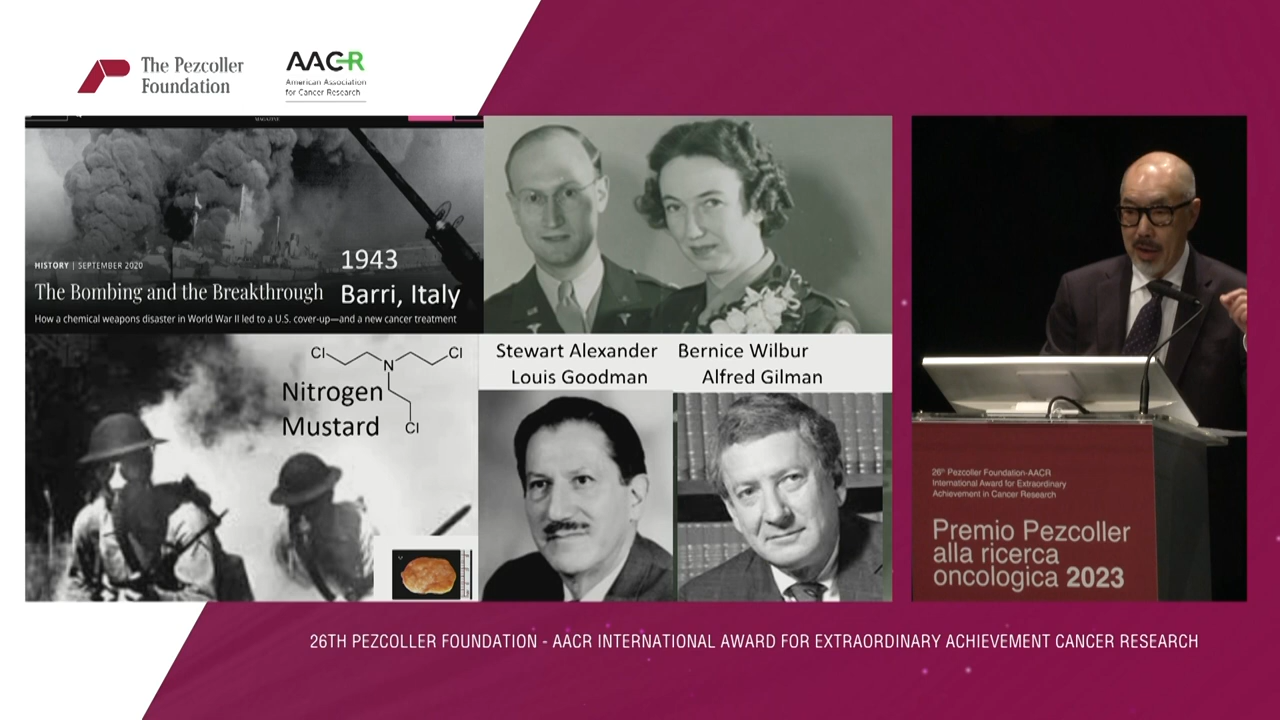 The Pezcoller
Foundation
AACR
American Association
for Cancer Research
MAGAZINE
HISTORY | SEPTEMBER 2020
The Bombing and the Breakthrough
How a chemical weapons disaster in World War II led to a U.S. cover-up—and a new cancer treatment
1943
Barri, Italy
Cl
Cl
N
Cl
Nitrogen
Mustard
Stewart Alexander
Bernice Wilbur
Louis Goodman
Alfred Gilman
26th Pezcoller Foundation-AACR
International Award for Extraordinary
Achievement in Cancer Research
Premio Pezcoller
alla ricerca
oncologica 2023
26TH PEZCOLLER FOUNDATION - AACR INTERNATIONAL AWARD FOR EXTRAORDINARY ACHIEVEMENT CANCER RESEARCH